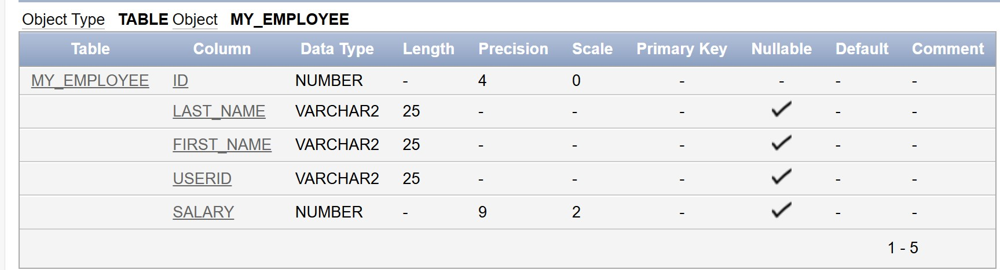 Object Type TABLE Object MY_EMPLOYEE
Table Column Data Type Length Precision Scale Primary Key Nullable Default Comment
MY_EMPLOYEE ID NUMBER - 4 0 - - - -
LAST_NAME VARCHAR2 25 - - - ✓ - -
FIRST_NAME VARCHAR2 25 - - - ✓ - -
USERID VARCHAR2 25 - - - ✓ - -
SALARY NUMBER - 9 2 - ✓ - -
1 - 5